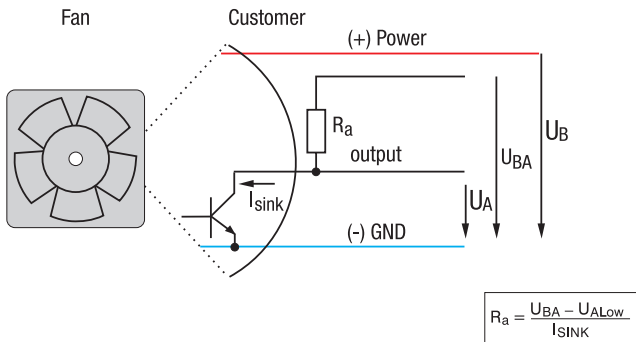 Fan
Customer
(+) Power
Ra
output
Isink
(-) GND
UA
UBA
UB
Ra = UBA – UALow
ISINK